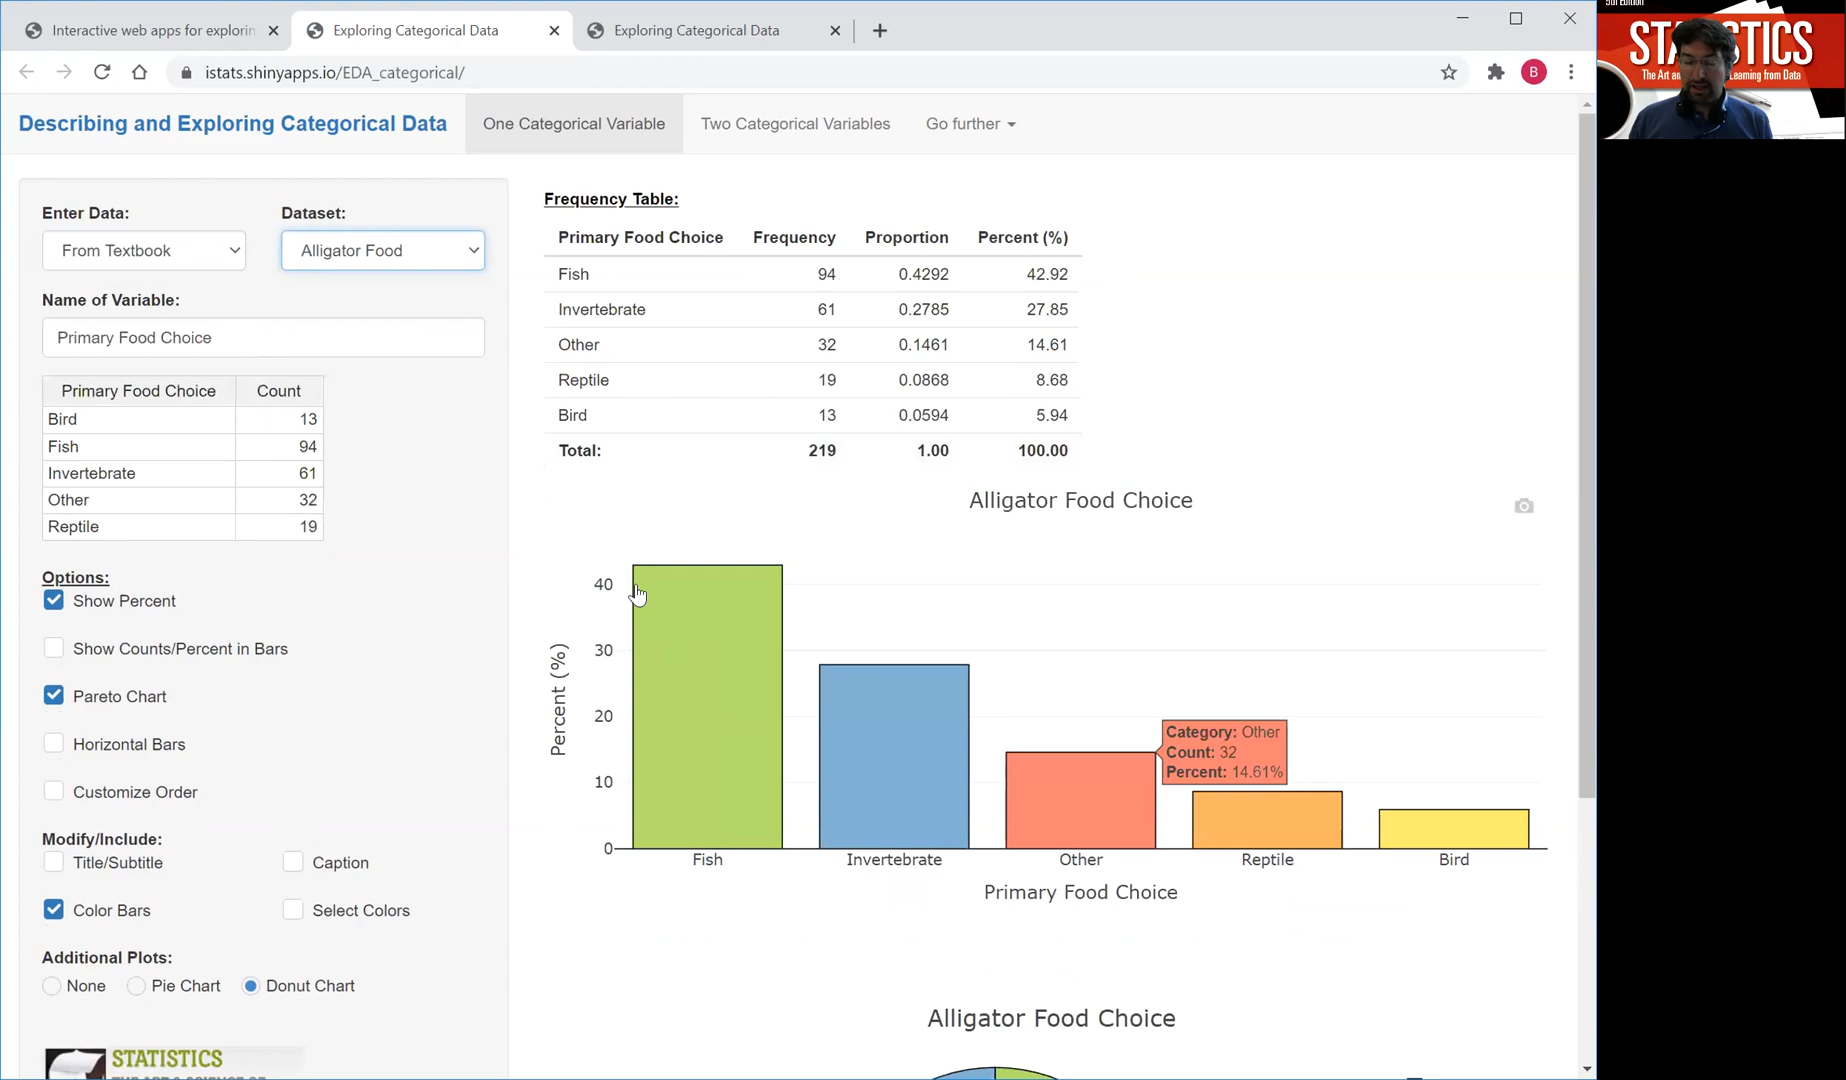 Interactive web apps for explorin
Exploring Categorical Data
Exploring Categorical Data
istats.shinyapps.io/EDA_categorical/
B
5th Edition
STATISTICS
The Art an
Learning from Data
Describing and Exploring Categorical Data
One Categorical Variable
Two Categorical Variables
Go further
Enter Data:
Dataset:
From Textbook
Alligator Food
Name of Variable:
Primary Food Choice
Primary Food Choice Count
Bird 13
Fish 94
Invertebrate 61
Other 32
Reptile 19
Options:
Show Percent
Show Counts/Percent in Bars
Pareto Chart
Horizontal Bars
Customize Order
Modify/Include:
Title/Subtitle
Caption
Color Bars
Select Colors
Additional Plots:
None
Pie Chart
Donut Chart
STATISTICS
Frequency Table:
Primary Food Choice Frequency Proportion Percent (%)
Fish 94 0.4292 42.92
Invertebrate 61 0.2785 27.85
Other 32 0.1461 14.61
Reptile 19 0.0868 8.68
Bird 13 0.0594 5.94
Total: 219 1.00 100.00
Alligator Food Choice
Percent (%)
40
30
20
10
0
Category: Other
Count: 32
Percent: 14.61%
Fish
Invertebrate
Other
Reptile
Bird
Primary Food Choice
Alligator Food Choice